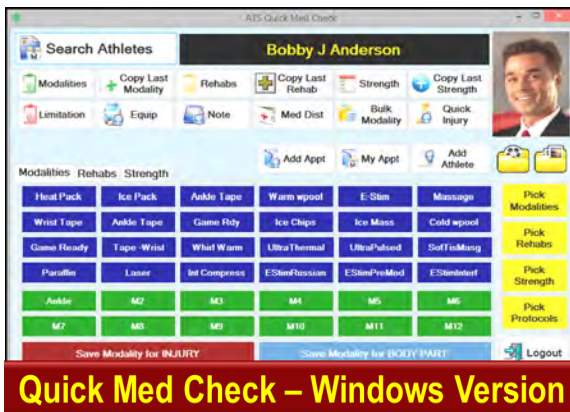 ATS Quick Med Check
Search Athletes
Bobby J Anderson
Modalities
Copy Last Modality
Rehabs
Copy Last Rehab
Strength
Copy Last Strength
Limitation
Equip
Note
Med Dist
Bulk Modality
Quick Injury
Add Appt
My Appt
Add Athlete
Modalities Rehabs Strength
Heat Pack Ice Pack Ankle Tape Warm wpool E-Stim Massage
Pick Modalities
Wrist Tape Ankle Tape Game Rdy Ice Chips Ice Mass Cold wpool
Pick Rehabs
Game Ready Tape -Wrist Whirl Warm UltraThermal UltraPulsed SofTisMasg
Pick Strength
Paraffin Laser Int Compress EStimRussian EStimPreMod EStimInterf
Ankle M2 M3 M4 M5 M6
Pick Protocols
M7 M8 M9 M10 M11 M12
Save Modality for INJURY
Save Modality for BODY PART
Logout
Quick Med Check – Windows Version